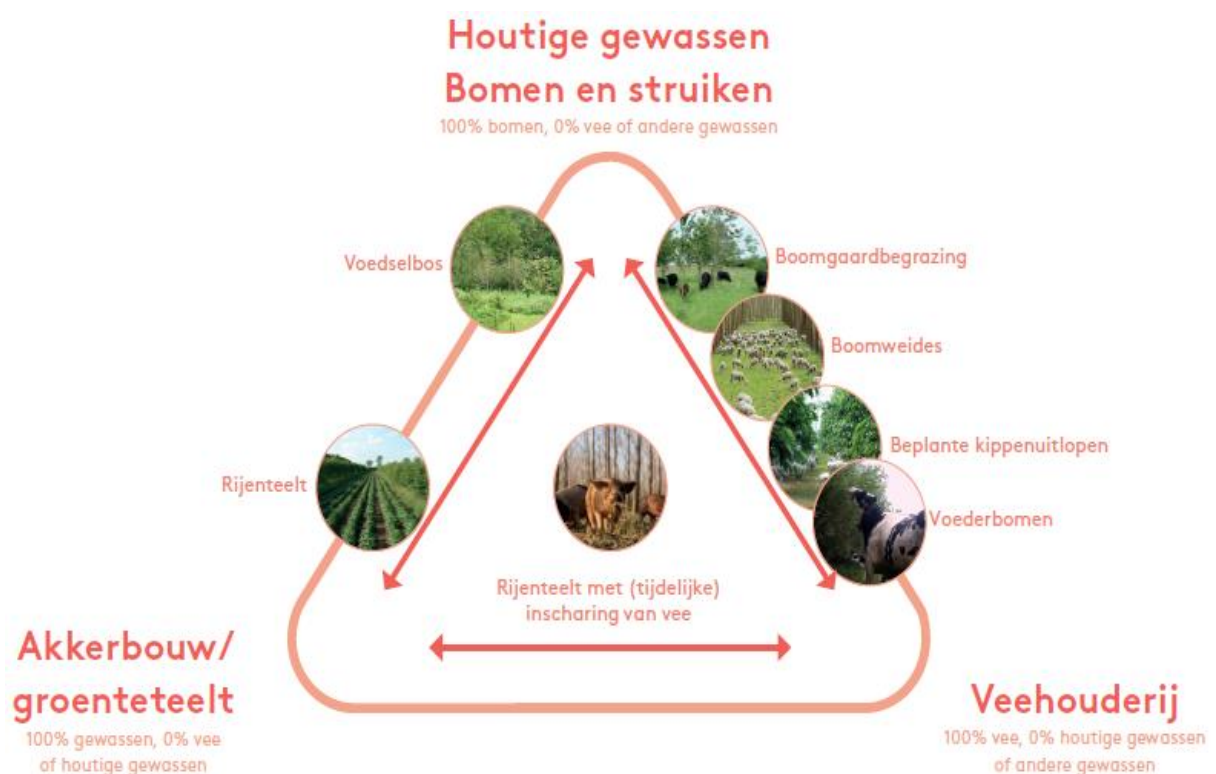 Houtige gewassen
Bomen en struiken
100% bomen, 0% vee of andere gewassen
Voedselbos
Boomgaardbegrazing
Boomweides
Beplante kippenuitlopen
Rijenteelt
Voederbomen
Rijenteelt met (tijdelijke)
inscharing van vee
Akkerbouw/
groenteteelt
100% gewassen, 0% vee
of houtige gewassen
Veehouderij
100% vee, 0% houtige gewassen
of andere gewassen